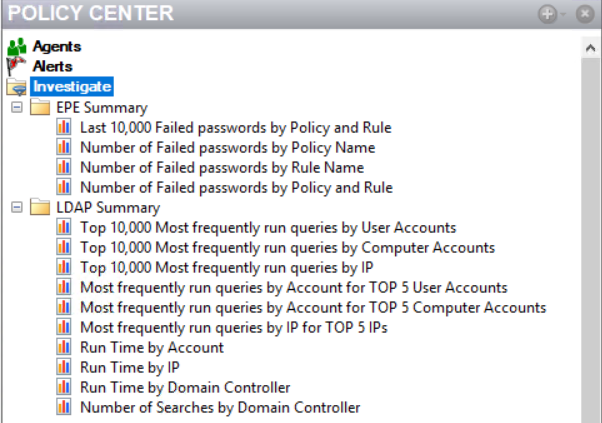 POLICY CENTER
Agents
Alerts
Investigate
EPE Summary
Last 10,000 Failed passwords by Policy and Rule
Number of Failed passwords by Policy Name
Number of Failed passwords by Rule Name
Number of Failed passwords by Policy and Rule
LDAP Summary
Top 10,000 Most frequently run queries by User Accounts
Top 10,000 Most frequently run queries by Computer Accounts
Top 10,000 Most frequently run queries by IP
Most frequently run queries by Account for TOP 5 User Accounts
Most frequently run queries by Account for TOP 5 Computer Accounts
Most frequently run queries by IP for TOP 5 IPs
Run Time by Account
Run Time by IP
Run Time by Domain Controller
Number of Searches by Domain Controller